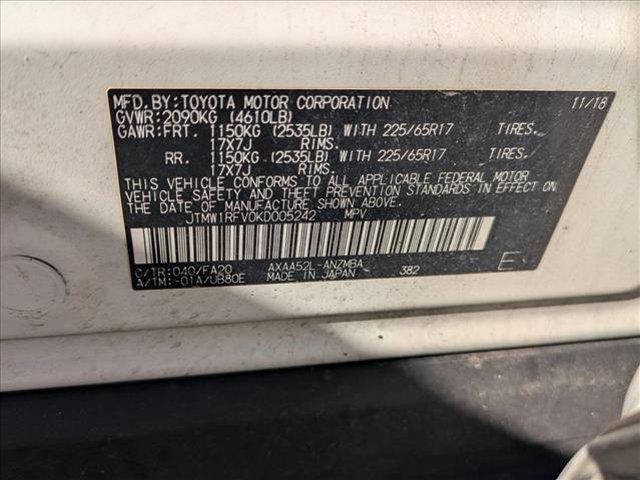 MFD. BY: TOYOTA MOTOR CORPORATION 11/18
GVWR: 2090KG (4610LB)
GAWR: FRT. 1150KG (2535LB) WITH 225/65R17 TIRES.
17X7J RIMS.
RR. 1150KG (2535LB) WITH 225/65R17 TIRES.
17X7J RIMS.
THIS VEHICLE CONFORMS TO ALL APPLICABLE FEDERAL MOTOR
VEHICLE SAFETY AND THEFT PREVENTION STANDARDS IN EFFECT ON
THE DATE OF MANUFACTURE SHOWN ABOVE.
JTMW1RFV0KD005242 MPV
C/TR: 040/FA20 AXAA52L-ANZMBA
A/TM: -01A/UB80E MADE IN JAPAN 382 E